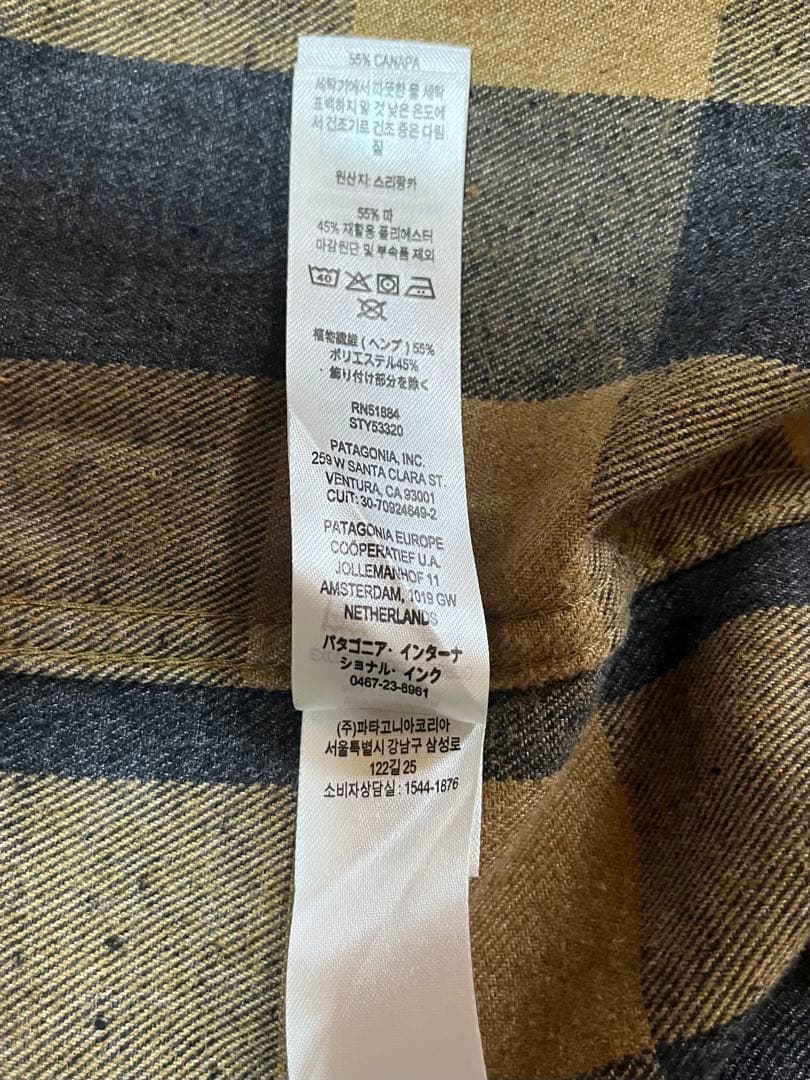 55% CANAPA
세탁기에서 따뜻한 물 세탁
표백하지 말 것 낮은 온도에
서 건조기로 건조 중온 다림
질
원산지: 스리랑카
55% 마
45% 재활용 폴리에스터
마감원단 및 부속품 제외
40
植物繊維 (ヘンプ) 55%
ポリエステル45%
飾り付け部分を除く
RN51884
STY53320
PATAGONIA, INC.
259 W SANTA CLARA ST.
VENTURA, CA 93001
CUIT: 30-70924649-2
PATAGONIA EUROPE
COÖPERATIEF U.A.
JOLLEMANHOF 11
AMSTERDAM, 1019 GW
NETHERLANDS
パタゴニア・インターナ
ショナル・インク
0467-23-8961
(주)파타고니아코리아
서울특별시 강남구 삼성로
122길 25
소비자상담실 : 1544-1876